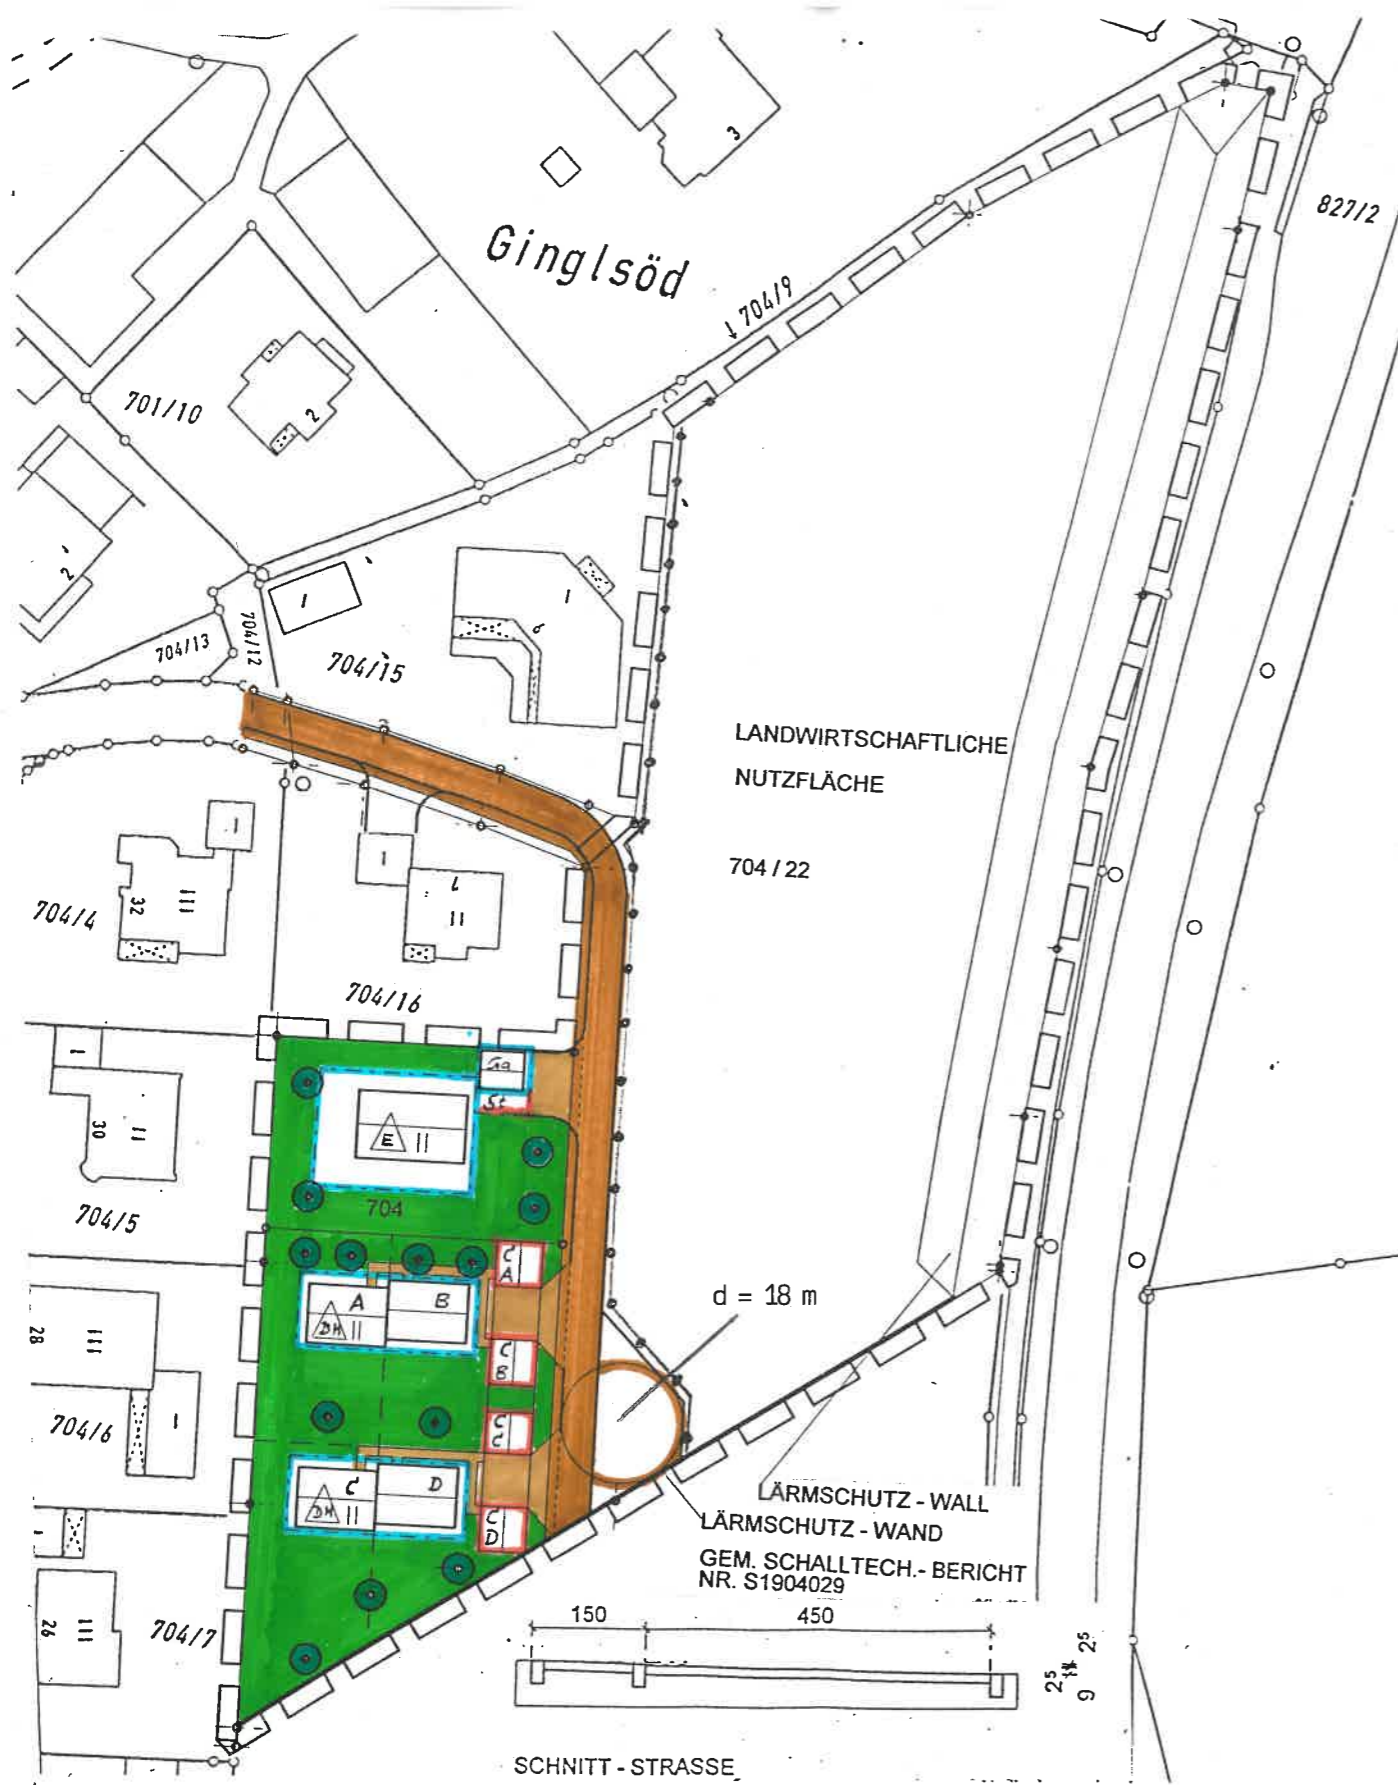 3
827/2
Ginglsöd
704/9
701/10
2
2
I
I
6
704/13
704/12
704/15
LANDWIRTSCHAFTLICHE
NUTZFLÄCHE
704 / 22
I
I
32 III
II
704/4
704/16
Ga
St
I
30 II
E II
704/5
704
C
A
A B
DH II
d = 18 m
28 III
C
B
704/6
I
C
C
C D
DH II
C
D
LÄRMSCHUTZ - WALL
LÄRMSCHUTZ - WAND
GEM. SCHALLTECH.- BERICHT
NR. S1904029
I
26 III
704/7
150 450
25 9 25
SCHNITT - STRASSE